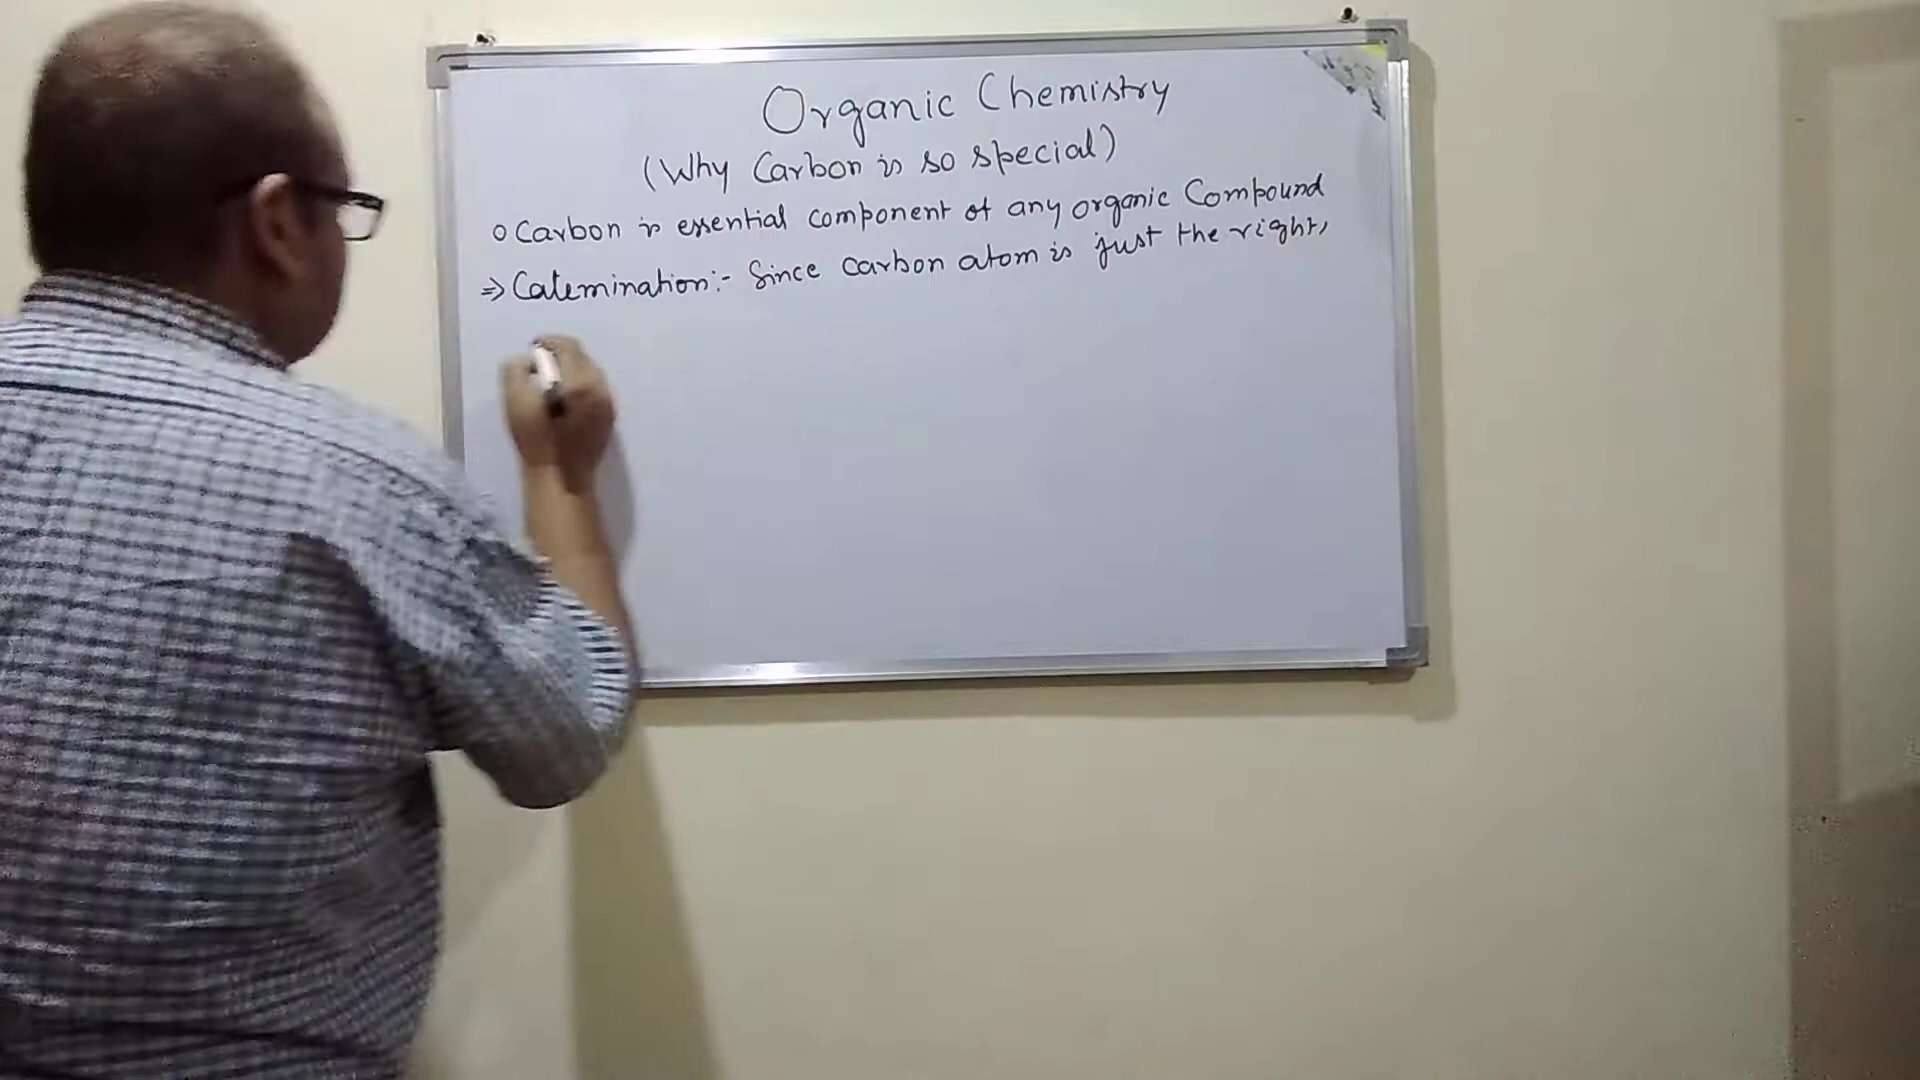 Organic Chemistry
(Why Carbon is so special)
o Carbon is essential component of any organic Compound
⇒ Catemination:- Since carbon atom is just the right,